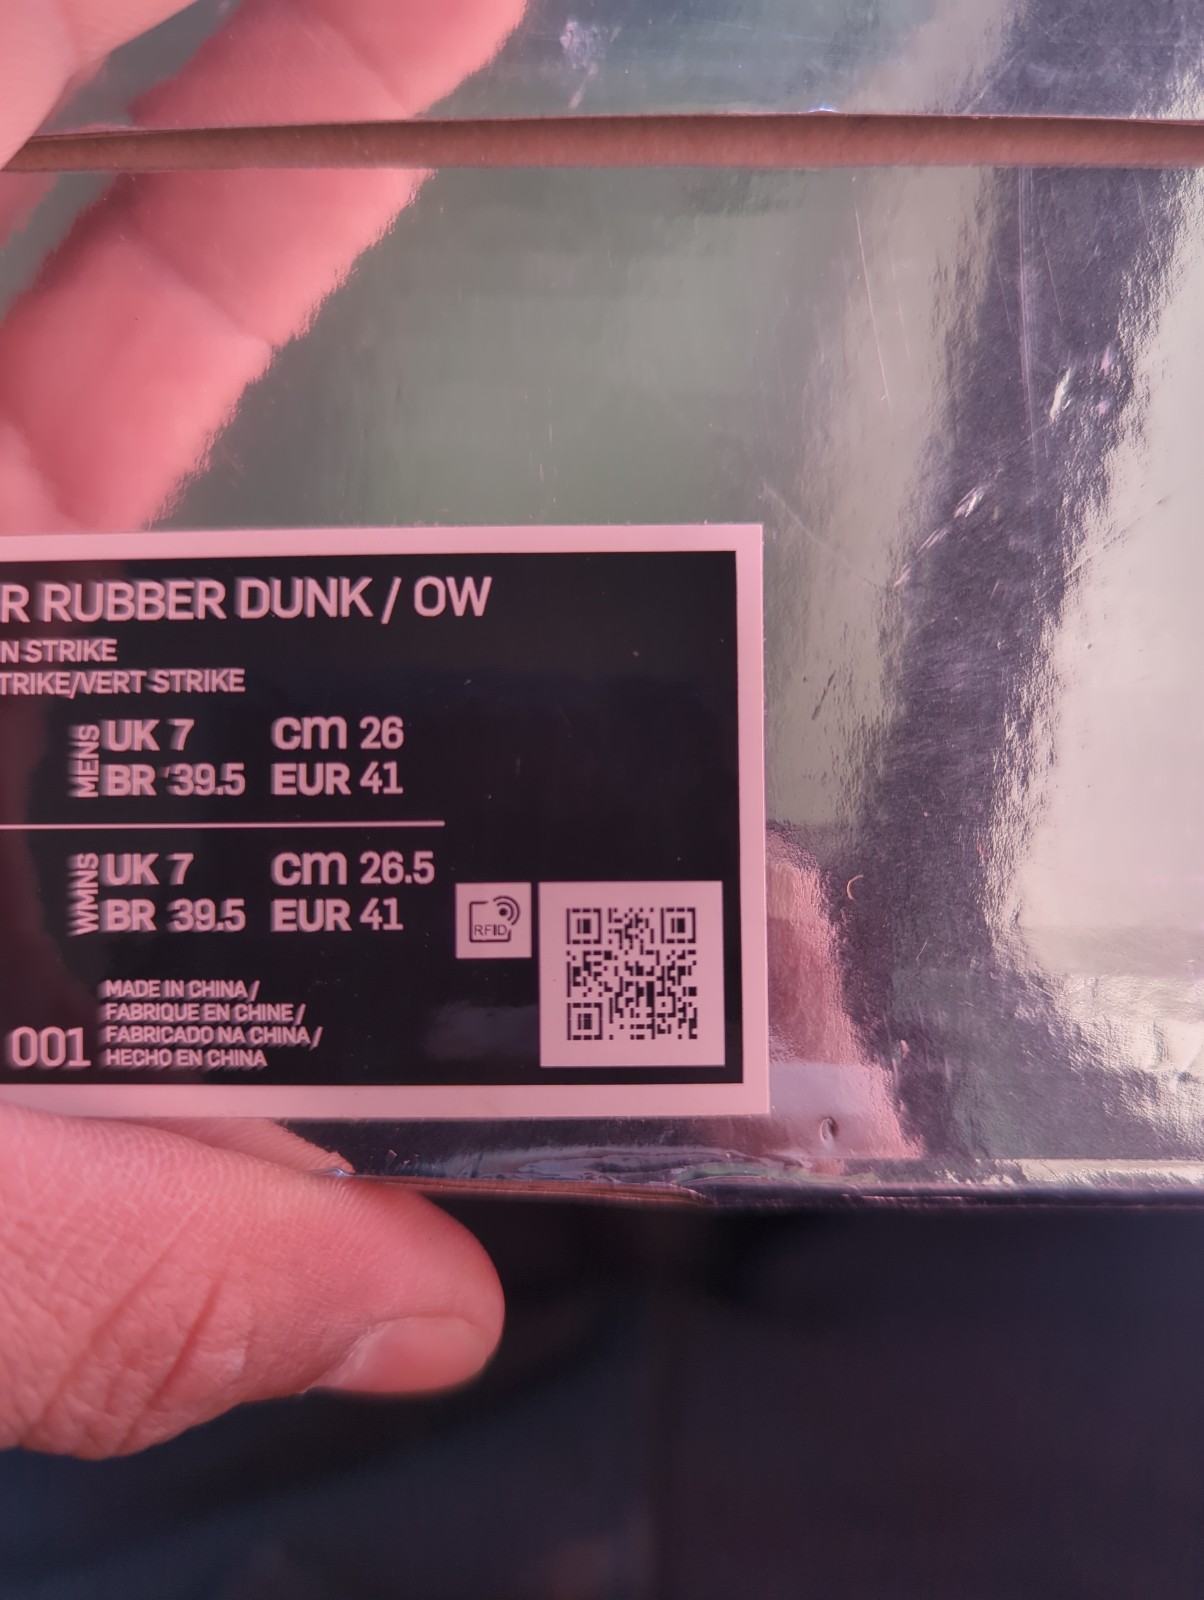 R RUBBER DUNK / OW
N STRIKE
TRIKE/VERT STRIKE
MENS
UK 7 cm 26
BR 39.5 EUR 41
WMNS
UK 7 cm 26.5
BR 39.5 EUR 41
RFID
001
MADE IN CHINA /
FABRIQUE EN CHINE /
FABRICADO NA CHINA /
HECHO EN CHINA